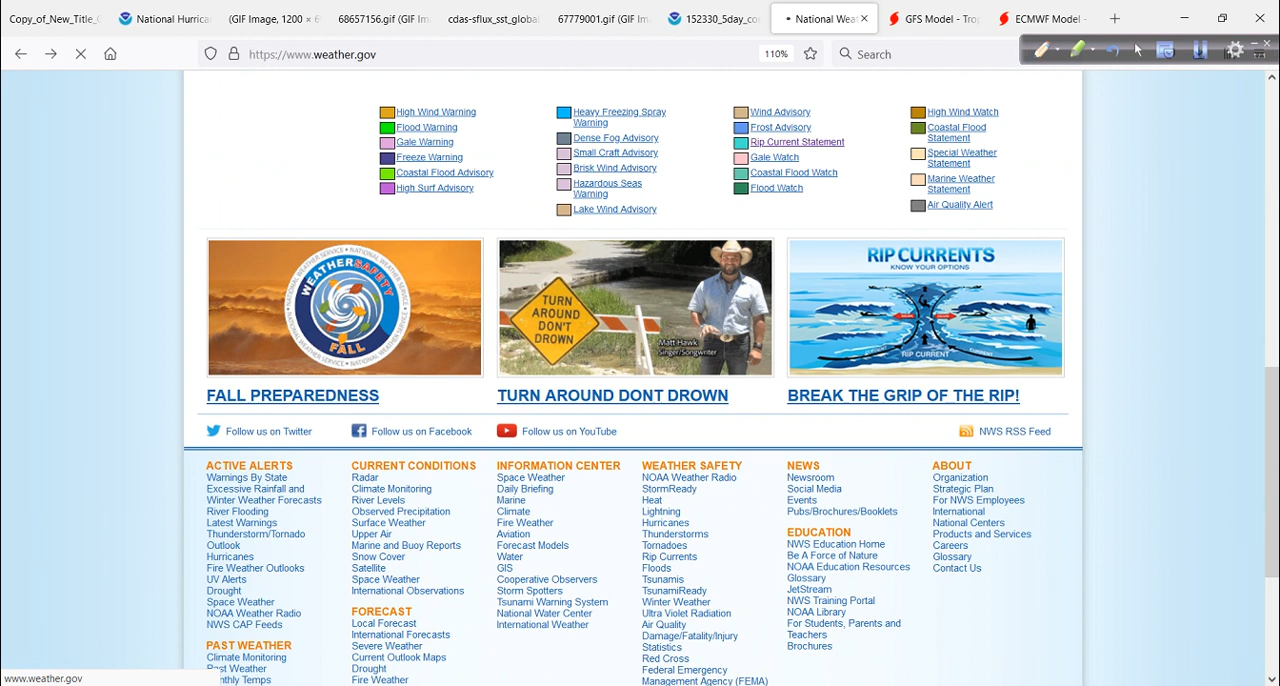 Copy_of_New_Title_
National Hurrica
(GIF Image, 1200 × 6
68657156.gif (GIF Im
cdas-sflux_sst_global
67779001.gif (GIF Im
152330_5day_co
National Weat
GFS Model - Tro
ECMWF Model -
https://www.weather.gov
110%
Search
High Wind Warning
Flood Warning
Gale Warning
Freeze Warning
Coastal Flood Advisory
High Surf Advisory
Heavy Freezing Spray
Warning
Dense Fog Advisory
Small Craft Advisory
Brisk Wind Advisory
Hazardous Seas
Warning
Lake Wind Advisory
Wind Advisory
Frost Advisory
Rip Current Statement
Gale Watch
Coastal Flood Watch
Flood Watch
High Wind Watch
Coastal Flood
Statement
Special Weather
Statement
Marine Weather
Statement
Air Quality Alert
NATIONAL WEATHER SERVICE
WEATHER SAFETY
FALL
TURN
AROUND
DON'T
DROWN
Matt Hawk
Singer/Songwriter
RIP CURRENTS
KNOW YOUR OPTIONS
RIP CURRENT
FALL PREPAREDNESS
TURN AROUND DONT DROWN
BREAK THE GRIP OF THE RIP!
Follow us on Twitter
Follow us on Facebook
Follow us on YouTube
NWS RSS Feed
ACTIVE ALERTS
Warnings By State
Excessive Rainfall and
Winter Weather Forecasts
River Flooding
Latest Warnings
Thunderstorm/Tornado
Outlook
Hurricanes
Fire Weather Outlooks
UV Alerts
Drought
Space Weather
NOAA Weather Radio
NWS CAP Feeds
PAST WEATHER
Climate Monitoring
Past Weather
nthly Temps
CURRENT CONDITIONS
Radar
Climate Monitoring
River Levels
Observed Precipitation
Surface Weather
Upper Air
Marine and Buoy Reports
Snow Cover
Satellite
Space Weather
International Observations
FORECAST
Local Forecast
International Forecasts
Severe Weather
Current Outlook Maps
Drought
Fire Weather
INFORMATION CENTER
Space Weather
Daily Briefing
Marine
Climate
Fire Weather
Aviation
Forecast Models
Water
GIS
Cooperative Observers
Storm Spotters
Tsunami Warning System
National Water Center
International Weather
WEATHER SAFETY
NOAA Weather Radio
StormReady
Heat
Lightning
Hurricanes
Thunderstorms
Tornadoes
Rip Currents
Floods
Tsunamis
TsunamiReady
Winter Weather
Ultra Violet Radiation
Air Quality
Damage/Fatality/Injury
Statistics
Red Cross
Federal Emergency
Management Agency (FEMA)
NEWS
Newsroom
Social Media
Events
Pubs/Brochures/Booklets
EDUCATION
NWS Education Home
Be A Force of Nature
NOAA Education Resources
Glossary
JetStream
NWS Training Portal
NOAA Library
For Students, Parents and
Teachers
Brochures
ABOUT
Organization
Strategic Plan
For NWS Employees
International
National Centers
Products and Services
Careers
Glossary
Contact Us
www.weather.gov